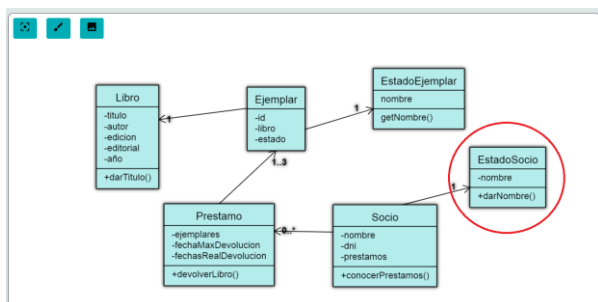 EstadoEjemplar
nombre
getNombre()
Libro
-titulo
-autor
-edicion
-editorial
-año
+darTitulo()
1
Ejemplar
-id
-libro
-estado
1
1..3
EstadoSocio
-nombre
+darNombre()
1
Prestamo
-ejemplares
-fechaMaxDevolucion
-fechasRealDevolucion
+devolverLibro()
0..*
Socio
-nombre
-dni
-prestamos
+conocerPrestamos()